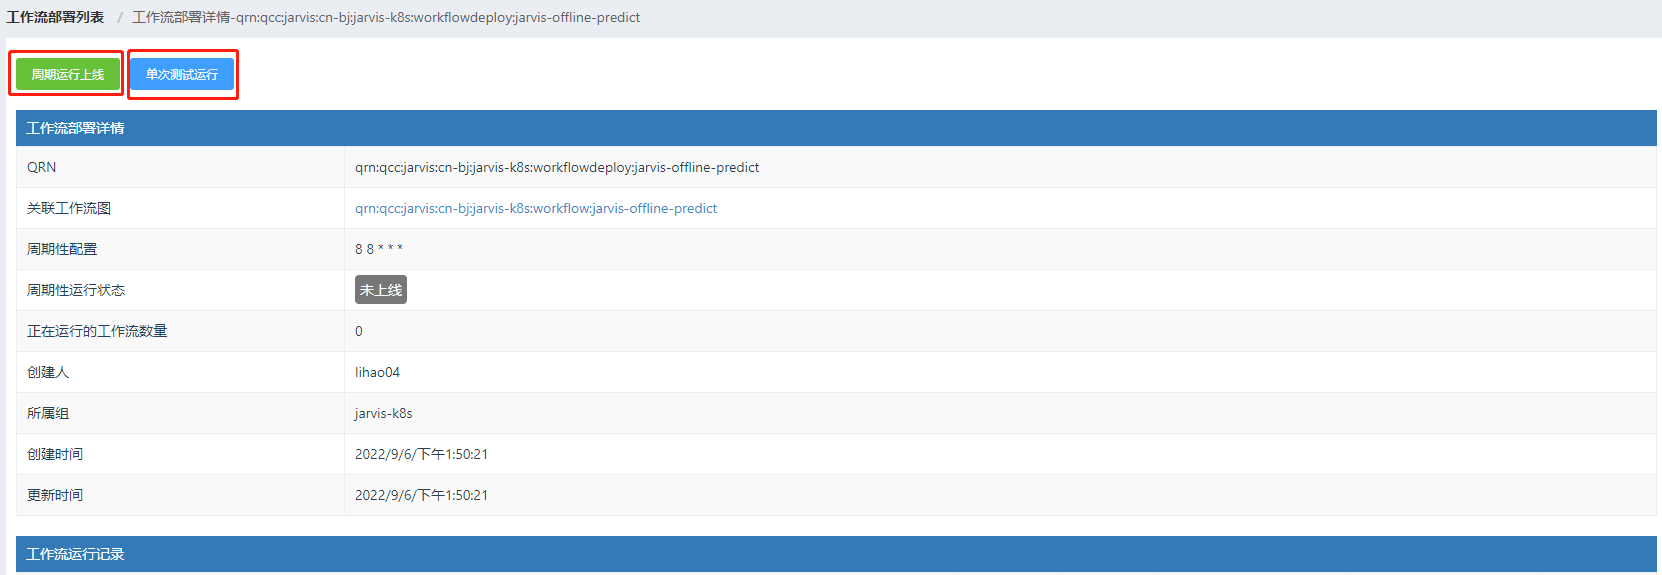 工作流部署列表 / 工作流部署详情-qrn:qcc:jarvis:cn-bj:jarvis-k8s:workflowdeploy:jarvis-offline-predict
周期运行上线 单次测试运行
工作流部署详情
QRN qrn:qcc:jarvis:cn-bj:jarvis-k8s:workflowdeploy:jarvis-offline-predict
关联工作流图 qrn:qcc:jarvis:cn-bj:jarvis-k8s:workflow:jarvis-offline-predict
周期性配置 8 8 * * *
周期性运行状态 未上线
正在运行的工作流数量 0
创建人 lihao04
所属组 jarvis-k8s
创建时间 2022/9/6/下午1:50:21
更新时间 2022/9/6/下午1:50:21
工作流运行记录